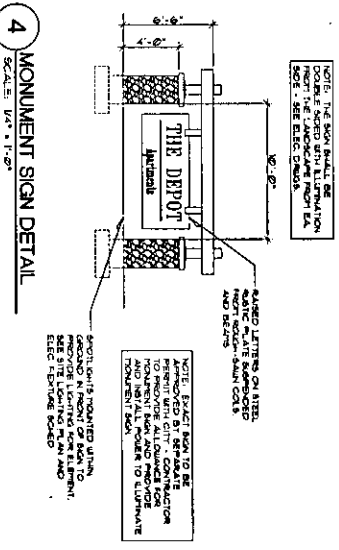 NOTE: THE SIGN SHALL BE
DOUBLE SIDED WITH ILLUMINATION
FROM THE LANDSCAPE FROM EA.
SIDE - SEE ELEC. DRWGS.
6'-6"
4'-0"
10'-0"
THE DEPOT
apartments
RAISED LETTERS ON STEEL
RUSTIC PLATE SUSPENDED
FROM ROUGH-SAWN COLS.
AND BEAMS
NOTE: EXACT SIGN TO BE
APPROVED BY SEPARATE
PERMIT WITH CITY - CONTRACTOR
TO PROVIDE ALLOWANCE FOR
MONUMENT SIGN AND PROVIDE
AND INSTALL POWER TO ILLUMINATE
MONUMENT SIGN
SPOTLIGHTS MOUNTED WITHIN
GROUND IN FRONT OF SIGN TO
PROVIDE LIGHTING FOR ELEMENT.
SEE SITE LIGHTING PLAN AND
ELEC. FIXTURE SCHED
4 MONUMENT SIGN DETAIL
SCALE: 1/4" = 1'-0"